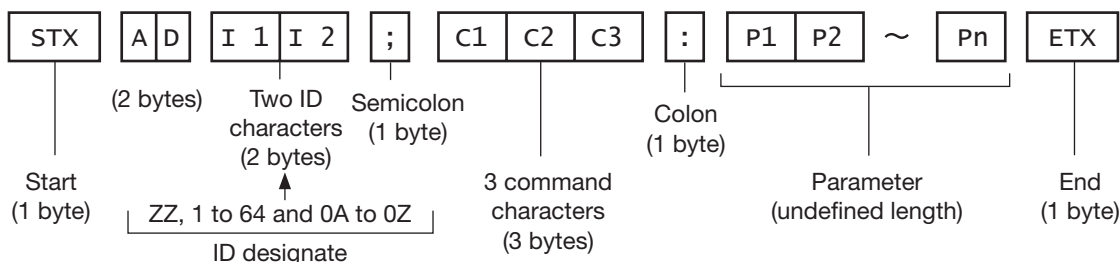 STX A D I 1 I 2 ; C1 C2 C3 : P1 P2 ～ Pn ETX
(2 bytes)
Two ID
characters
(2 bytes)
Semicolon
(1 byte)
Colon
(1 byte)
Start
(1 byte)
ZZ, 1 to 64 and 0A to 0Z
ID designate
3 command
characters
(3 bytes)
Parameter
(undefined length)
End
(1 byte)